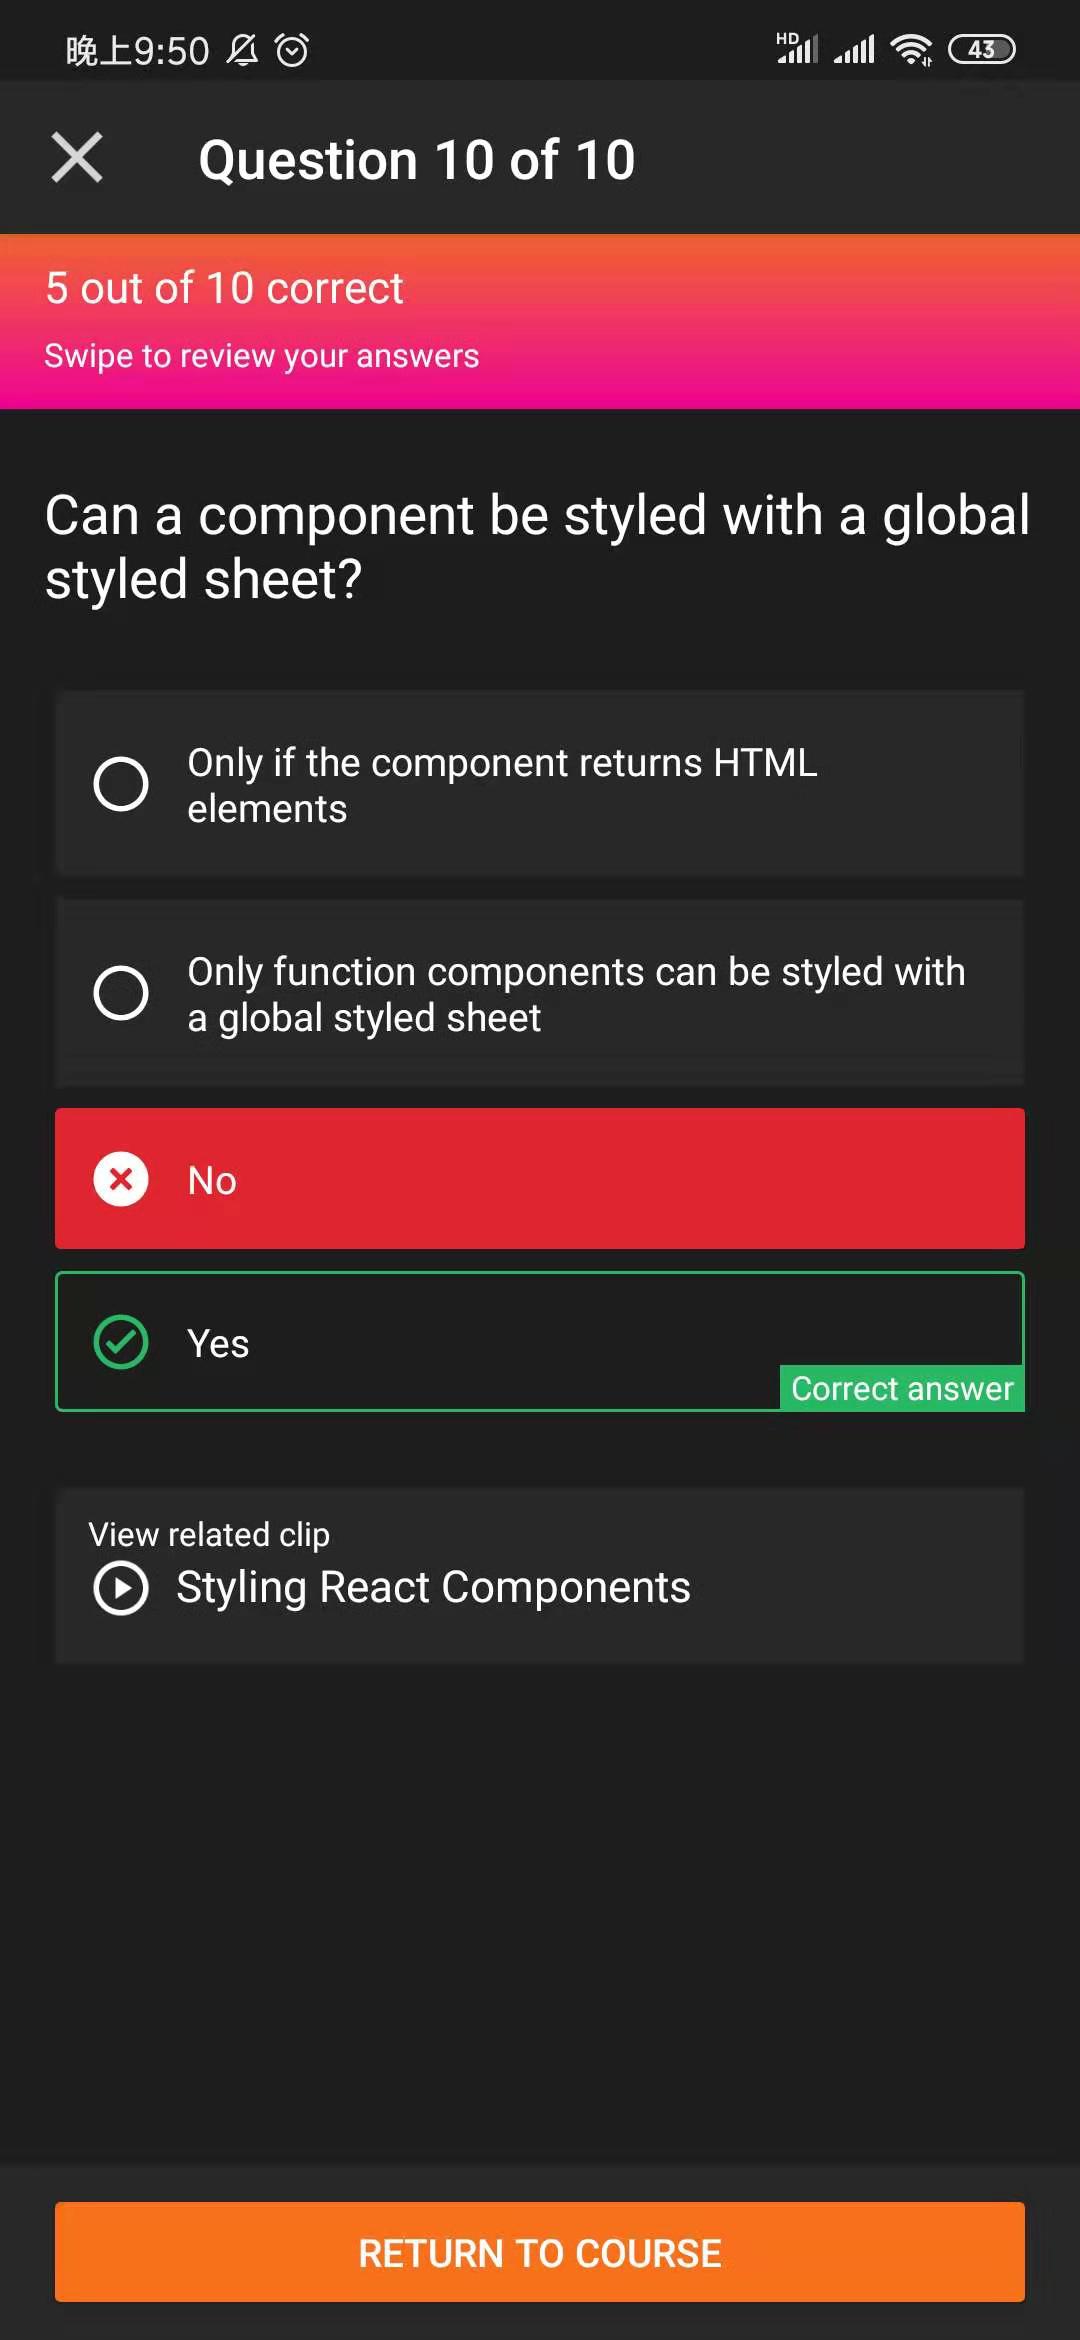 晚上9:50
HD
43
Question 10 of 10
5 out of 10 correct
Swipe to review your answers
Can a component be styled with a global
styled sheet?
Only if the component returns HTML
elements
Only function components can be styled with
a global styled sheet
No
Yes
Correct answer
View related clip
Styling React Components
RETURN TO COURSE